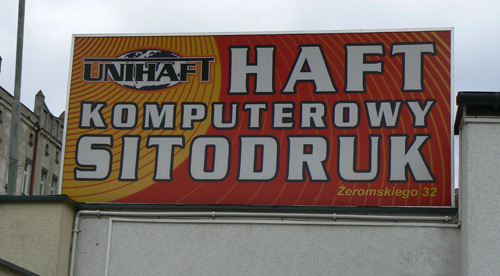 UNIHAFT
HAFT
KOMPUTEROWY
SITODRUK
Żeromskiego 32